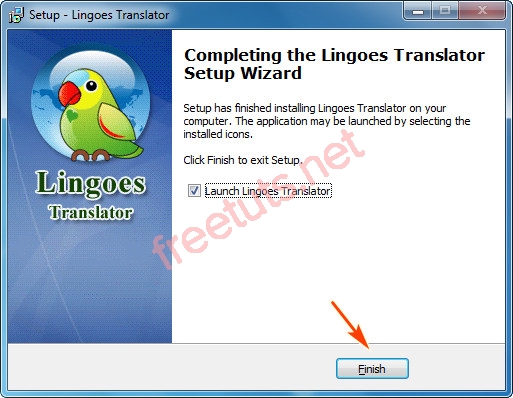 Setup - Lingoes Translator
Completing the Lingoes Translator
Setup Wizard
Setup has finished installing Lingoes Translator on your
computer. The application may be launched by selecting the
installed icons.
Click Finish to exit Setup.
Launch Lingoes Translator
Lingoes
Translator
freetuts.net
Finish